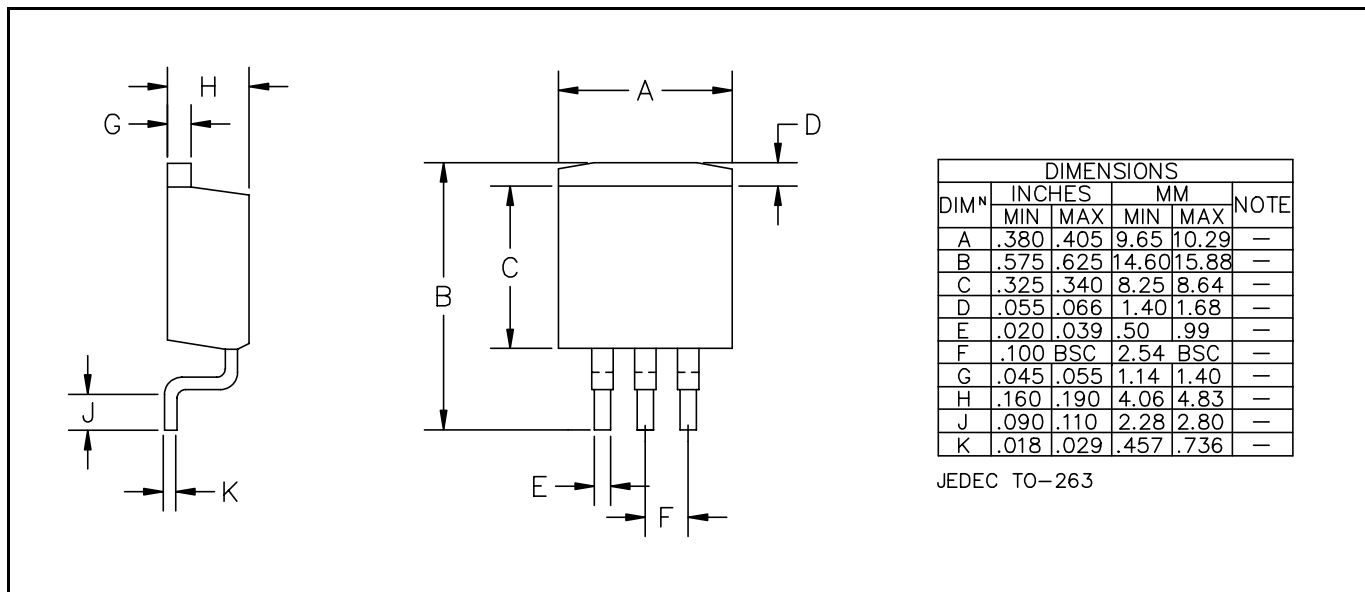 H
G
A
D
C
B
J
K
E
F
DIMENSIONS
DIMᴺ INCHES MM NOTE
MIN MAX MIN MAX
A .380 .405 9.65 10.29 —
B .575 .625 14.60 15.88 —
C .325 .340 8.25 8.64 —
D .055 .066 1.40 1.68 —
E .020 .039 .50 .99 —
F .100 BSC 2.54 BSC —
G .045 .055 1.14 1.40 —
H .160 .190 4.06 4.83 —
J .090 .110 2.28 2.80 —
K .018 .029 .457 .736 —
JEDEC TO-263